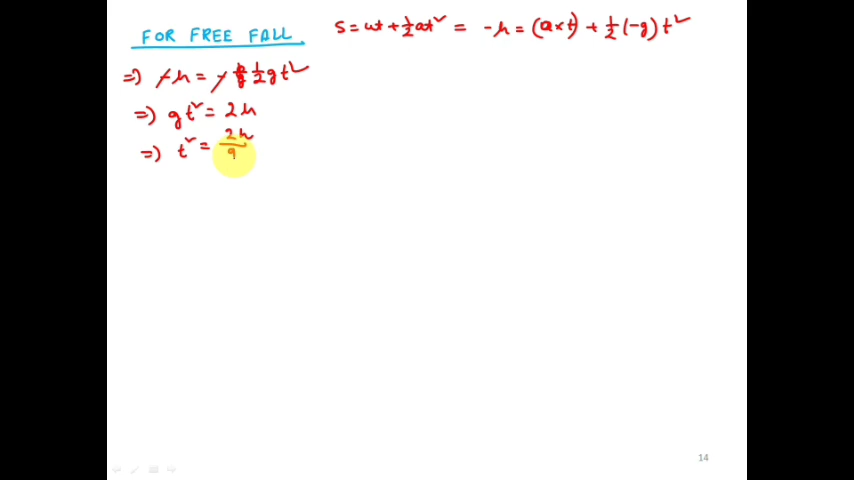 FOR FREE FALL
s = ut + ½at² = -h = (0×t) + ½(-g)t²
=) -h = - ½gt²
=) gt² = 2h
=) t² = 2h/g
14